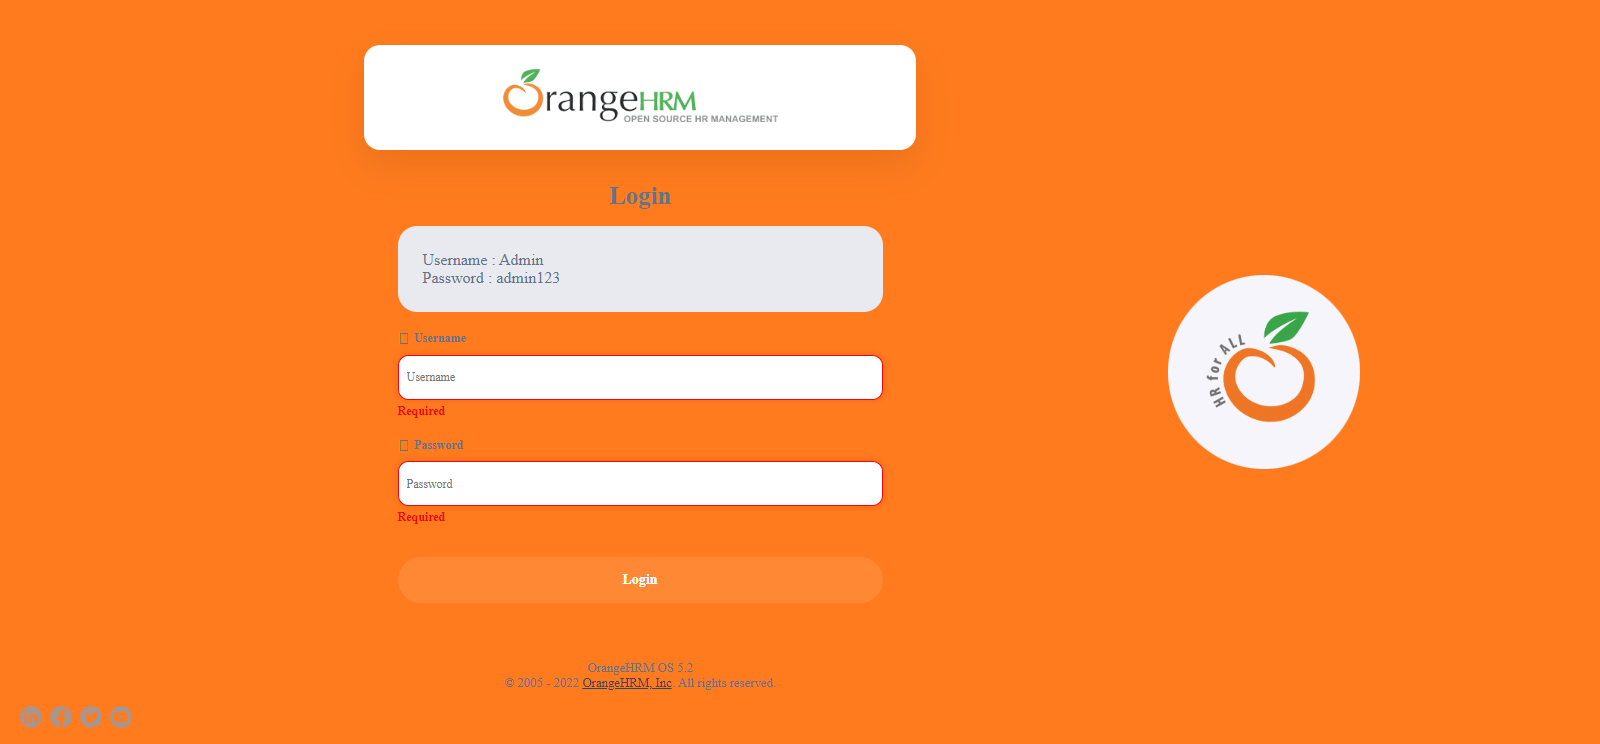 OrangeHRM
OPEN SOURCE HR MANAGEMENT
Login
Username : Admin
Password : admin123
Username
Username
Required
Password
Password
Required
Login
HR for ALL
OrangeHRM OS 5.2
© 2005 - 2022 OrangeHRM, Inc. All rights reserved.